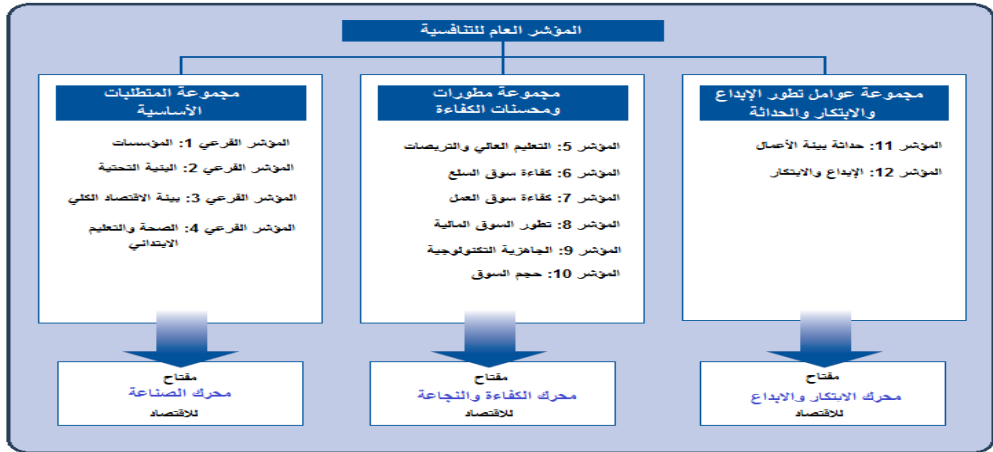 المؤشر العام للتنافسية
مجموعة عوامل تطور الإبداع
والابتكار والحداثة
المؤشر 11: حداثة بيئة الأعمال
المؤشر 12: الإبداع والابتكار
مفتاح
محرك الابتكار والابداع
للاقتصاد
مجموعة مطورات
ومحسنات الكفاءة
المؤشر 5: التعليم العالي والتربصات
المؤشر 6: كفاءة سوق السلع
المؤشر 7: كفاءة سوق العمل
المؤشر 8: تطور السوق المالية
المؤشر 9: الجاهزية التكنولوجية
المؤشر 10: حجم السوق
مفتاح
محرك الكفاءة والنجاعة
للاقتصاد
مجموعة المتطلبات
الأساسية
المؤشر الفرعي 1: المؤسسات
المؤشر الفرعي 2: البنية التحتية
المؤشر الفرعي 3: بيئة الاقتصاد الكلي
المؤشر الفرعي 4: الصحة والتعليم
الابتدائي
مفتاح
محرك الصناعة
للاقتصاد